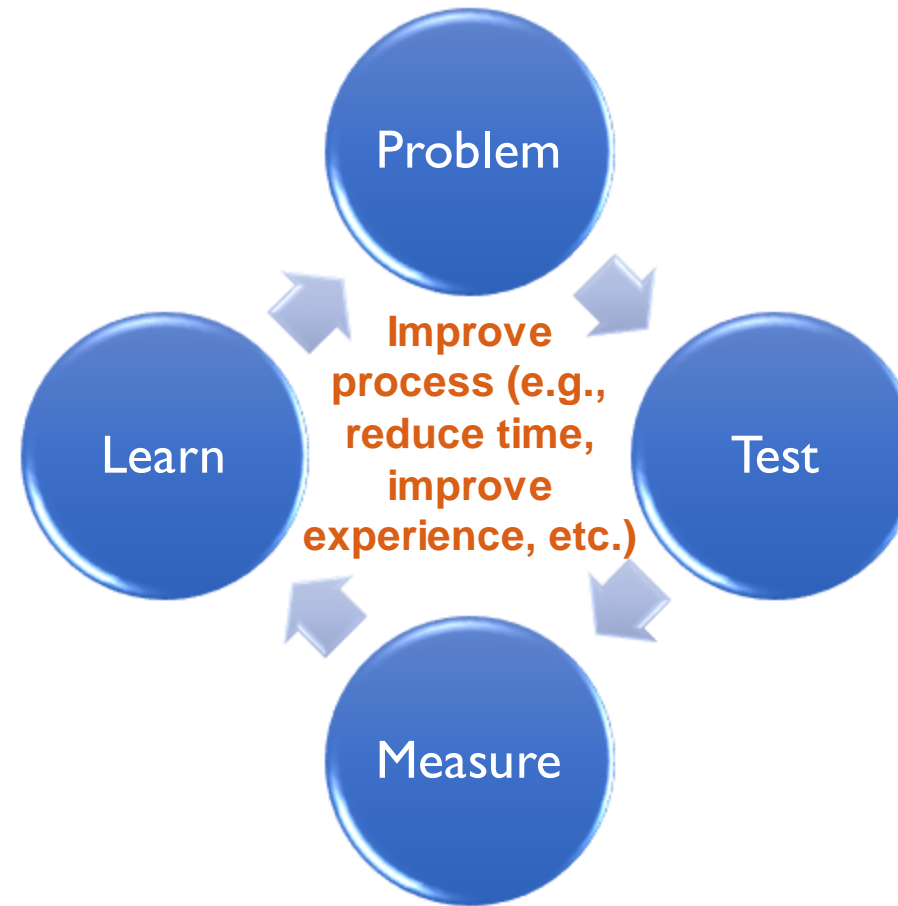 Problem
Improve
process (e.g.,
reduce time,
improve
experience, etc.)
Learn
Test
Measure